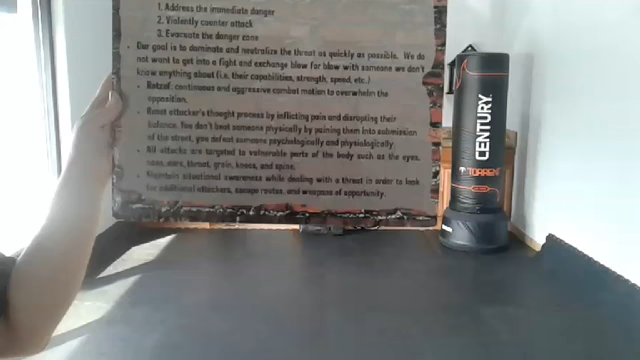 1. Address the immediate danger
2. Violently counter attack
3. Evacuate the danger zone
• Our goal is to dominate and neutralize the threat as quickly as possible. We do
not want to get into a fight and exchange blow for blow with someone we don't
know anything about (i.e. their capabilities, strength, speed, etc.)
• Retzef: continuous and aggressive combat motion to overwhelm the
opposition.
• Reset attacker's thought process by inflicting pain and disrupting their
balance. You don't beat someone physically by paining them into submission
of the street, you defeat someone psychologically and physiologically
• All attacks are targeted to vulnerable parts of the body such as the eyes,
nose, ears, throat, groin, knees, and spine.
• Maintain situational awareness while dealing with a threat in order to look
for additional attackers, escape routes, and weapons of opportunity.
CENTURY.
TORRENT